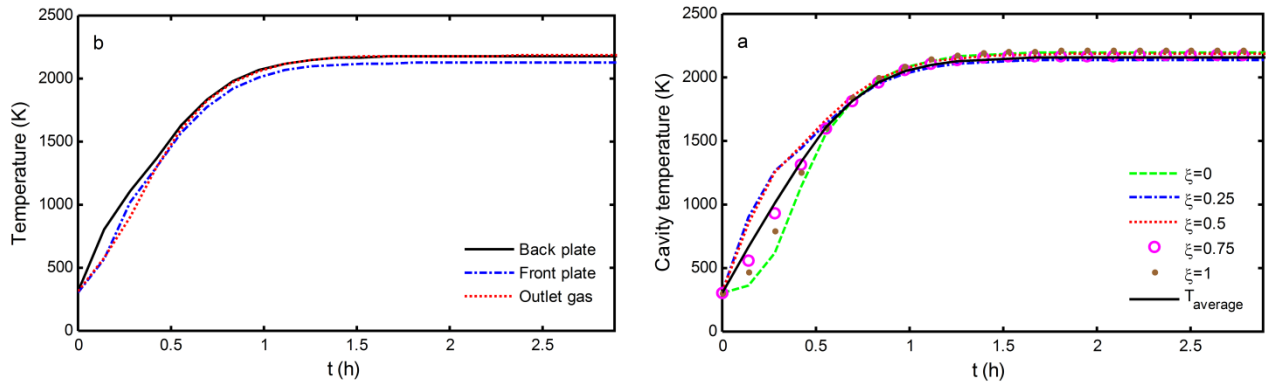 b
Temperature (K)
2500
2000
1500
1000
500
0
Back plate
Front plate
Outlet gas
0 0.5 1 1.5 2 2.5
t (h)
a
Cavity temperature (K)
2500
2000
1500
1000
500
0
ξ=0
ξ=0.25
ξ=0.5
ξ=0.75
ξ=1
Taverage
0 0.5 1 1.5 2 2.5
t (h)